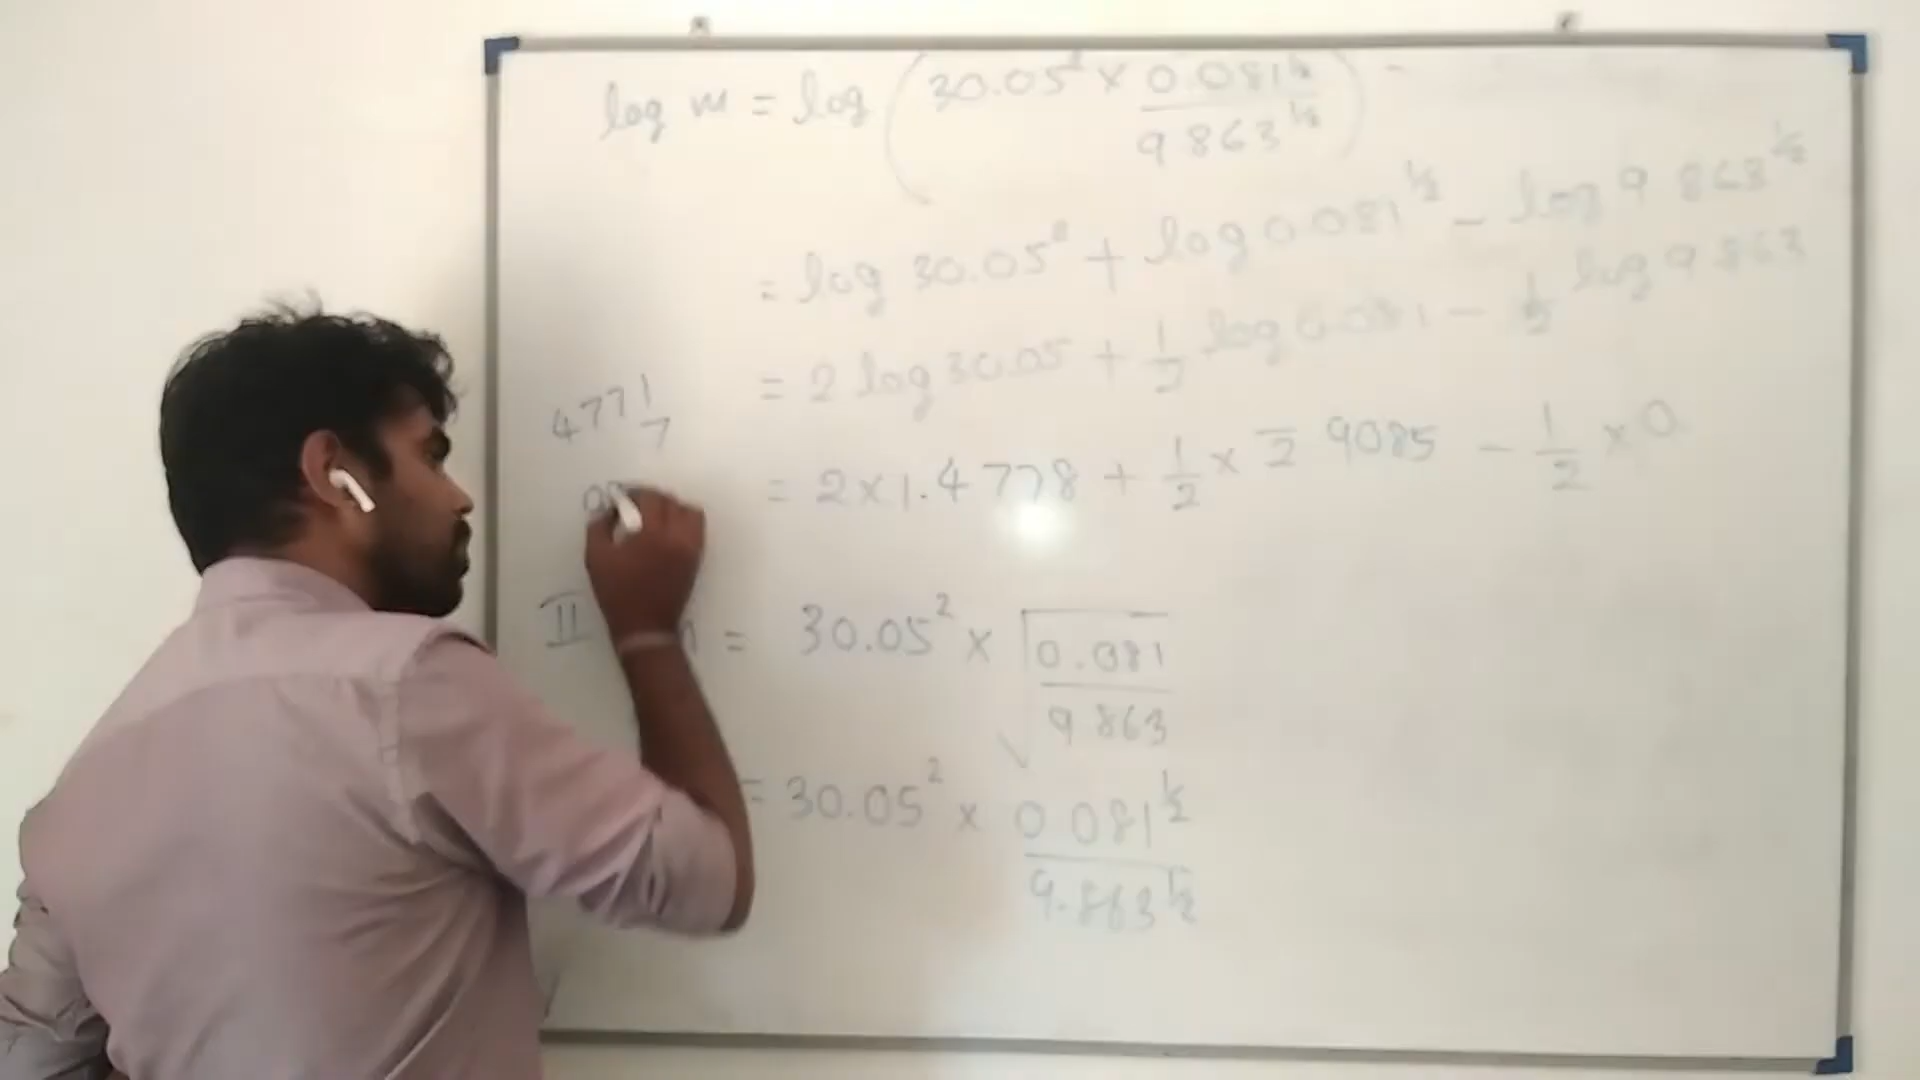 log m = log ( 30.05² × 0.081^½ / 9.863^½ )
= log 30.05² + log 0.081^½ − log 9.863^½
= 2 log 30.05 + 1/2 log 0.081 − 1/2 log 9.863
4771
7
= 2 × 1.4778 + 1/2 × 2̅ 9085 − 1/2 × 0.
II = 30.05² × √(0.081 / 9.863)
= 30.05² × 0.081^½ / 9.863^½